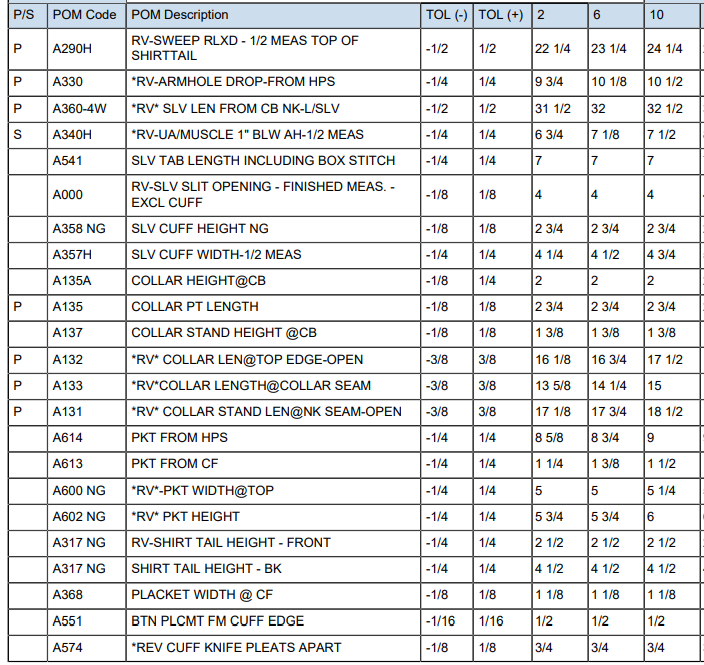 P/S POM Code POM Description TOL (-) TOL (+) 2 6 10
P A290H RV-SWEEP RLXD - 1/2 MEAS TOP OF SHIRTTAIL -1/2 1/2 22 1/4 23 1/4 24 1/4
P A330 *RV-ARMHOLE DROP-FROM HPS -1/4 1/4 9 3/4 10 1/8 10 1/2
P A360-4W *RV* SLV LEN FROM CB NK-L/SLV -1/2 1/2 31 1/2 32 32 1/2
S A340H *RV-UA/MUSCLE 1" BLW AH-1/2 MEAS -1/4 1/4 6 3/4 7 1/8 7 1/2
A541 SLV TAB LENGTH INCLUDING BOX STITCH -1/4 1/4 7 7 7
A000 RV-SLV SLIT OPENING - FINISHED MEAS. - EXCL CUFF -1/8 1/8 4 4 4
A358 NG SLV CUFF HEIGHT NG -1/8 1/8 2 3/4 2 3/4 2 3/4
A357H SLV CUFF WIDTH-1/2 MEAS -1/4 1/4 4 1/4 4 1/2 4 3/4
A135A COLLAR HEIGHT@CB -1/8 1/8 2 2 2
P A135 COLLAR PT LENGTH -1/8 1/8 2 3/4 2 3/4 2 3/4
A137 COLLAR STAND HEIGHT @CB -1/8 1/8 1 3/8 1 3/8 1 3/8
P A132 *RV* COLLAR LEN@TOP EDGE-OPEN -3/8 3/8 16 1/8 16 3/4 17 1/2
P A133 *RV*COLLAR LENGTH@COLLAR SEAM -3/8 3/8 13 5/8 14 1/4 15
P A131 *RV* COLLAR STAND LEN@NK SEAM-OPEN -3/8 3/8 17 1/8 17 3/4 18 1/2
A614 PKT FROM HPS -1/4 1/4 8 5/8 8 3/4 9
A613 PKT FROM CF -1/4 1/4 1 1/4 1 3/8 1 1/2
A600 NG *RV*-PKT WIDTH@TOP -1/4 1/4 5 5 5 1/4
A602 NG *RV* PKT HEIGHT -1/4 1/4 5 3/4 5 3/4 6
A317 NG RV-SHIRT TAIL HEIGHT - FRONT -1/4 1/4 2 1/2 2 1/2 2 1/2
A317 NG SHIRT TAIL HEIGHT - BK -1/4 1/4 4 1/2 4 1/2 4 1/2
A368 PLACKET WIDTH @ CF -1/8 1/8 1 1/8 1 1/8 1 1/8
A551 BTN PLCMT FM CUFF EDGE -1/16 1/16 1/2 1/2 1/2
A574 *REV CUFF KNIFE PLEATS APART -1/8 1/8 3/4 3/4 3/4